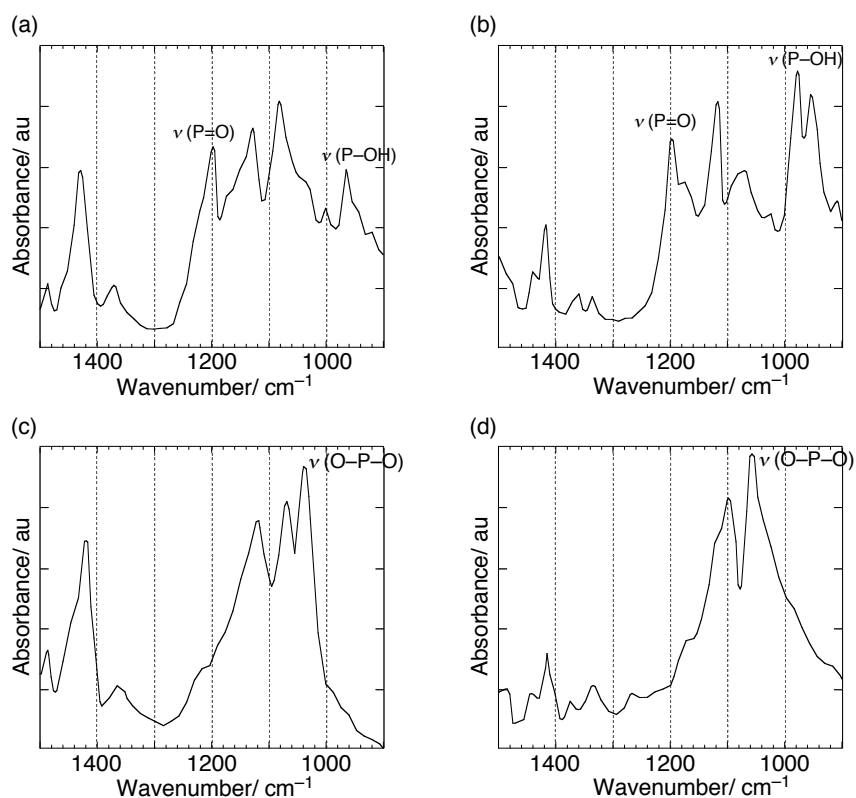 (a)
ν (P=O)
ν (P–OH)
Absorbance/ au
1400 1200 1000
Wavenumber/ cm⁻¹
(b)
ν (P–OH)
ν (P=O)
Absorbance/ au
1400 1200 1000
Wavenumber/ cm⁻¹
(c)
ν (O–P–O)
Absorbance/ au
1400 1200 1000
Wavenumber/ cm⁻¹
(d)
ν (O–P–O)
Absorbance/ au
1400 1200 1000
Wavenumber/ cm⁻¹